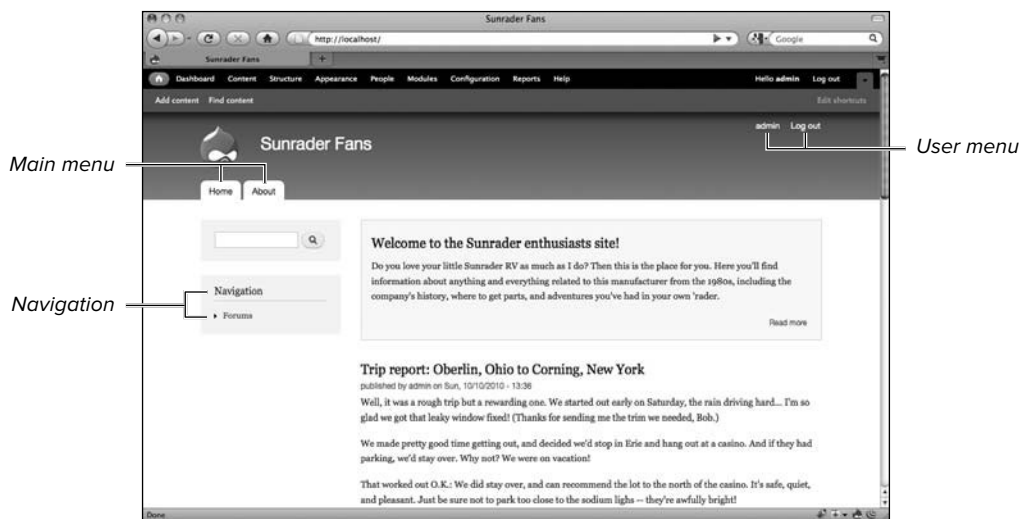 Sunrader Fans
http://localhost/
Google
Sunrader Fans
Dashboard Content Structure Appearance People Modules Configuration Reports Help
Hello admin Log out
Add content Find content
Edit shortcuts
admin Log out
User menu
Sunrader Fans
Main menu
Home About
Welcome to the Sunrader enthusiasts site!
Do you love your little Sunrader RV as much as I do? Then this is the place for you. Here you'll find
information about anything and everything related to this manufacturer from the 1980s, including the
company's history, where to get parts, and adventures you've had in your own 'rader.
Read more
Navigation
Navigation
Forums
Trip report: Oberlin, Ohio to Corning, New York
published by admin on Sun, 10/10/2010 - 13:36
Well, it was a rough trip but a rewarding one. We started out early on Saturday, the rain driving hard... I'm so
glad we got that leaky window fixed! (Thanks for sending me the trim we needed, Bob.)
We made pretty good time getting out, and decided we'd stop in Erie and hang out at a casino. And if they had
parking, we'd stay over. Why not? We were on vacation!
That worked out O.K.: We did stay over, and can recommend the lot to the north of the casino. It's safe, quiet,
and pleasant. Just be sure not to park too close to the sodium lighs -- they're awfully bright!
Done